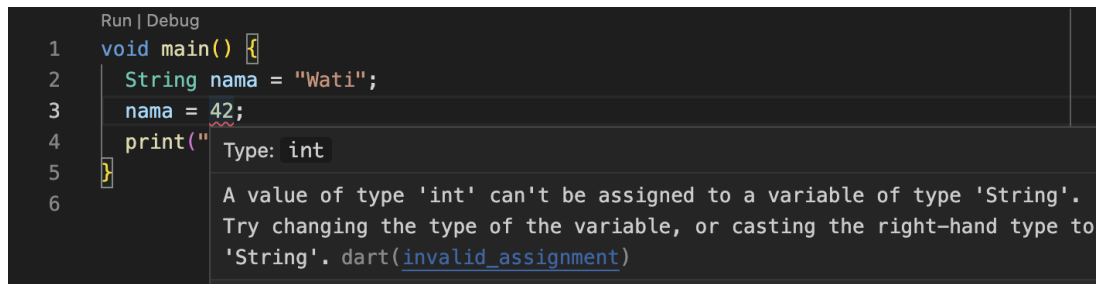 Run | Debug
1 void main() {
2 String nama = "Wati";
3 nama = 42;
4 print("
5 }
6
Type: int
A value of type 'int' can't be assigned to a variable of type 'String'.
Try changing the type of the variable, or casting the right-hand type to
'String'. dart(invalid_assignment)